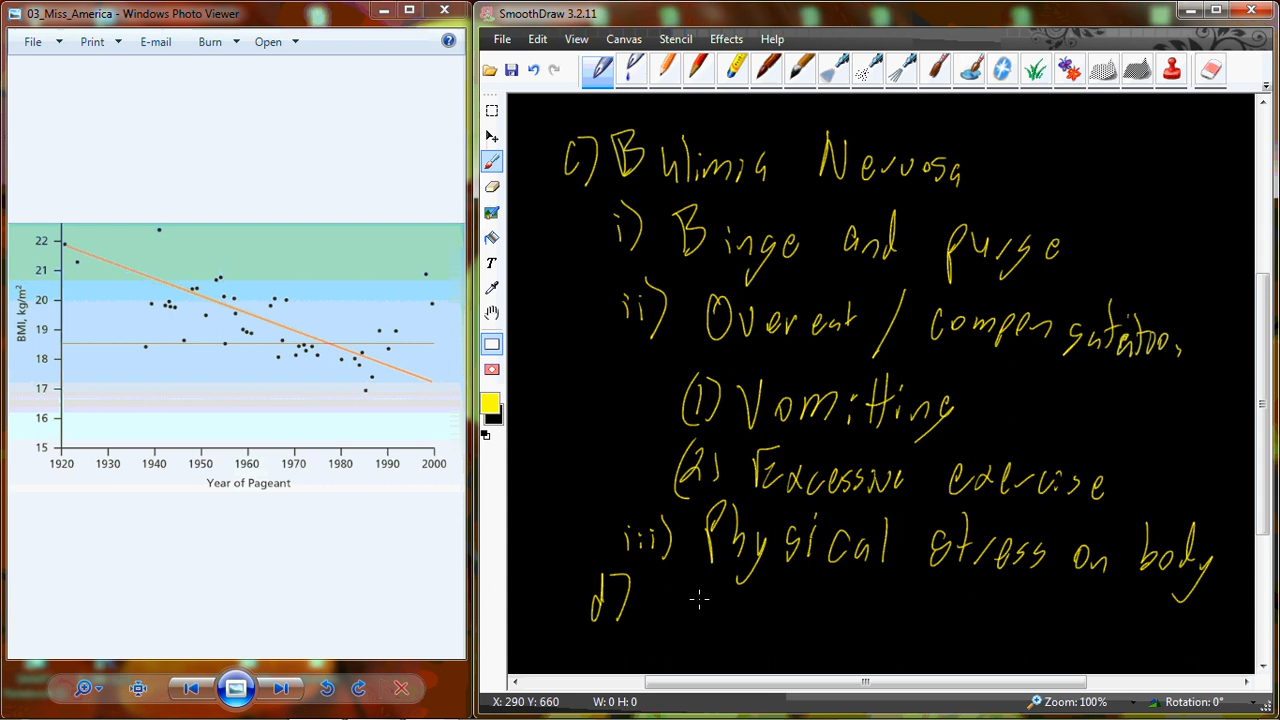 03_Miss_America - Windows Photo Viewer
File Print E-mail Burn Open
22
21
20
19
18
17
16
15
BMI, kg/m²
1920 1930 1940 1950 1960 1970 1980 1990 2000
Year of Pageant
SmoothDraw 3.2.11
File Edit View Canvas Stencil Effects Help
T
c) Bulimia Nervosa
i) Binge and purge
ii) Overeat / compensatation
(1) Vomitting
(2) Excessive exercise
iii) Physical stress on body
d)
X: 290 Y: 660 W: 0 H: 0 Zoom: 100% Rotation: 0°